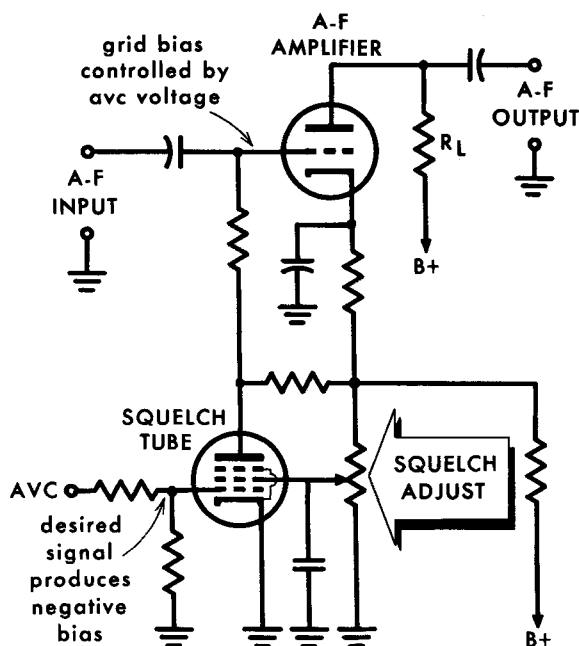 A-F
AMPLIFIER
grid bias
controlled by
avc voltage
A-F
OUTPUT
RL
A-F
INPUT
B+
SQUELCH
TUBE
SQUELCH
ADJUST
AVC
desired
signal
produces
negative
bias
B+